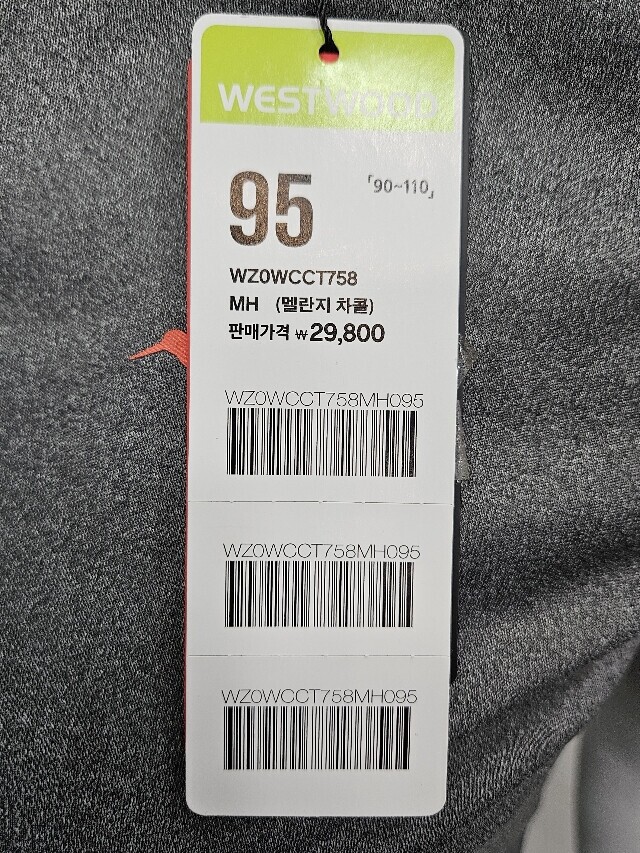 WESTWOOD
95 「90~110」
WZ0WCCT758
MH (멜란지 차콜)
판매가격 ₩29,800
WZ0WCCT758MH095
WZ0WCCT758MH095
WZ0WCCT758MH095